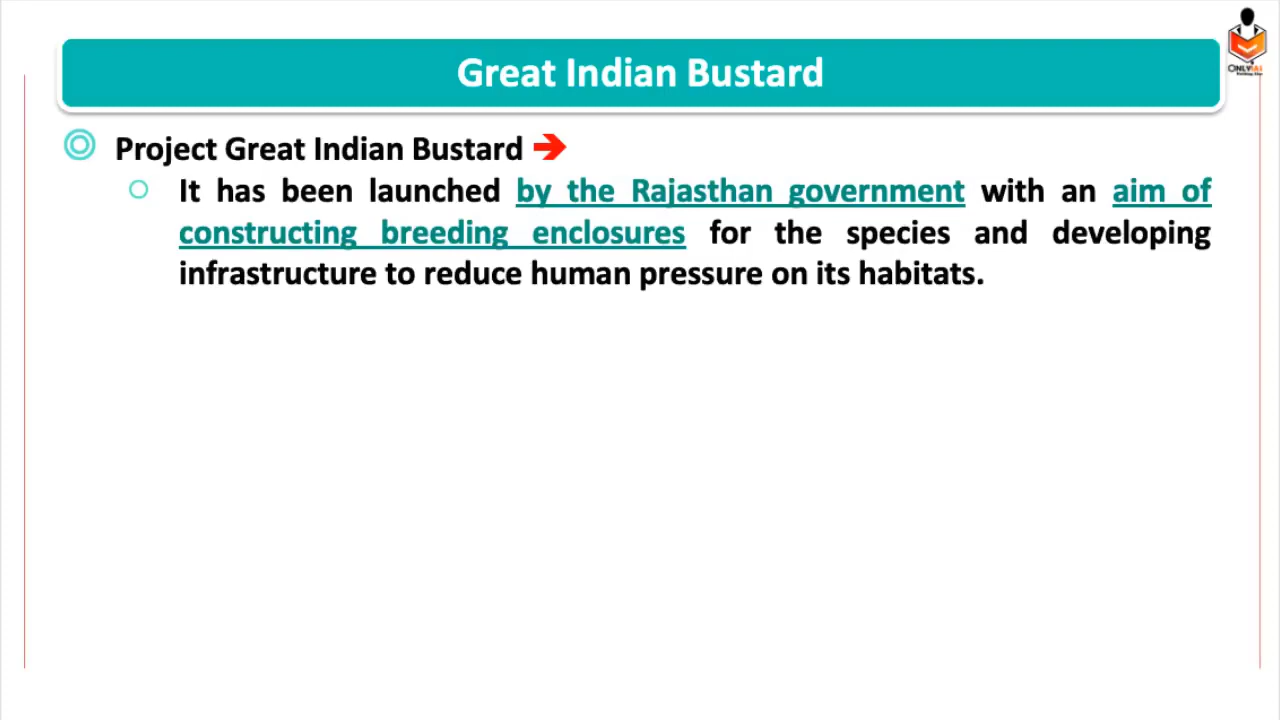 Great Indian Bustard
ONLYIAS
Project Great Indian Bustard
It has been launched by the Rajasthan government with an aim of
constructing breeding enclosures for the species and developing
infrastructure to reduce human pressure on its habitats.